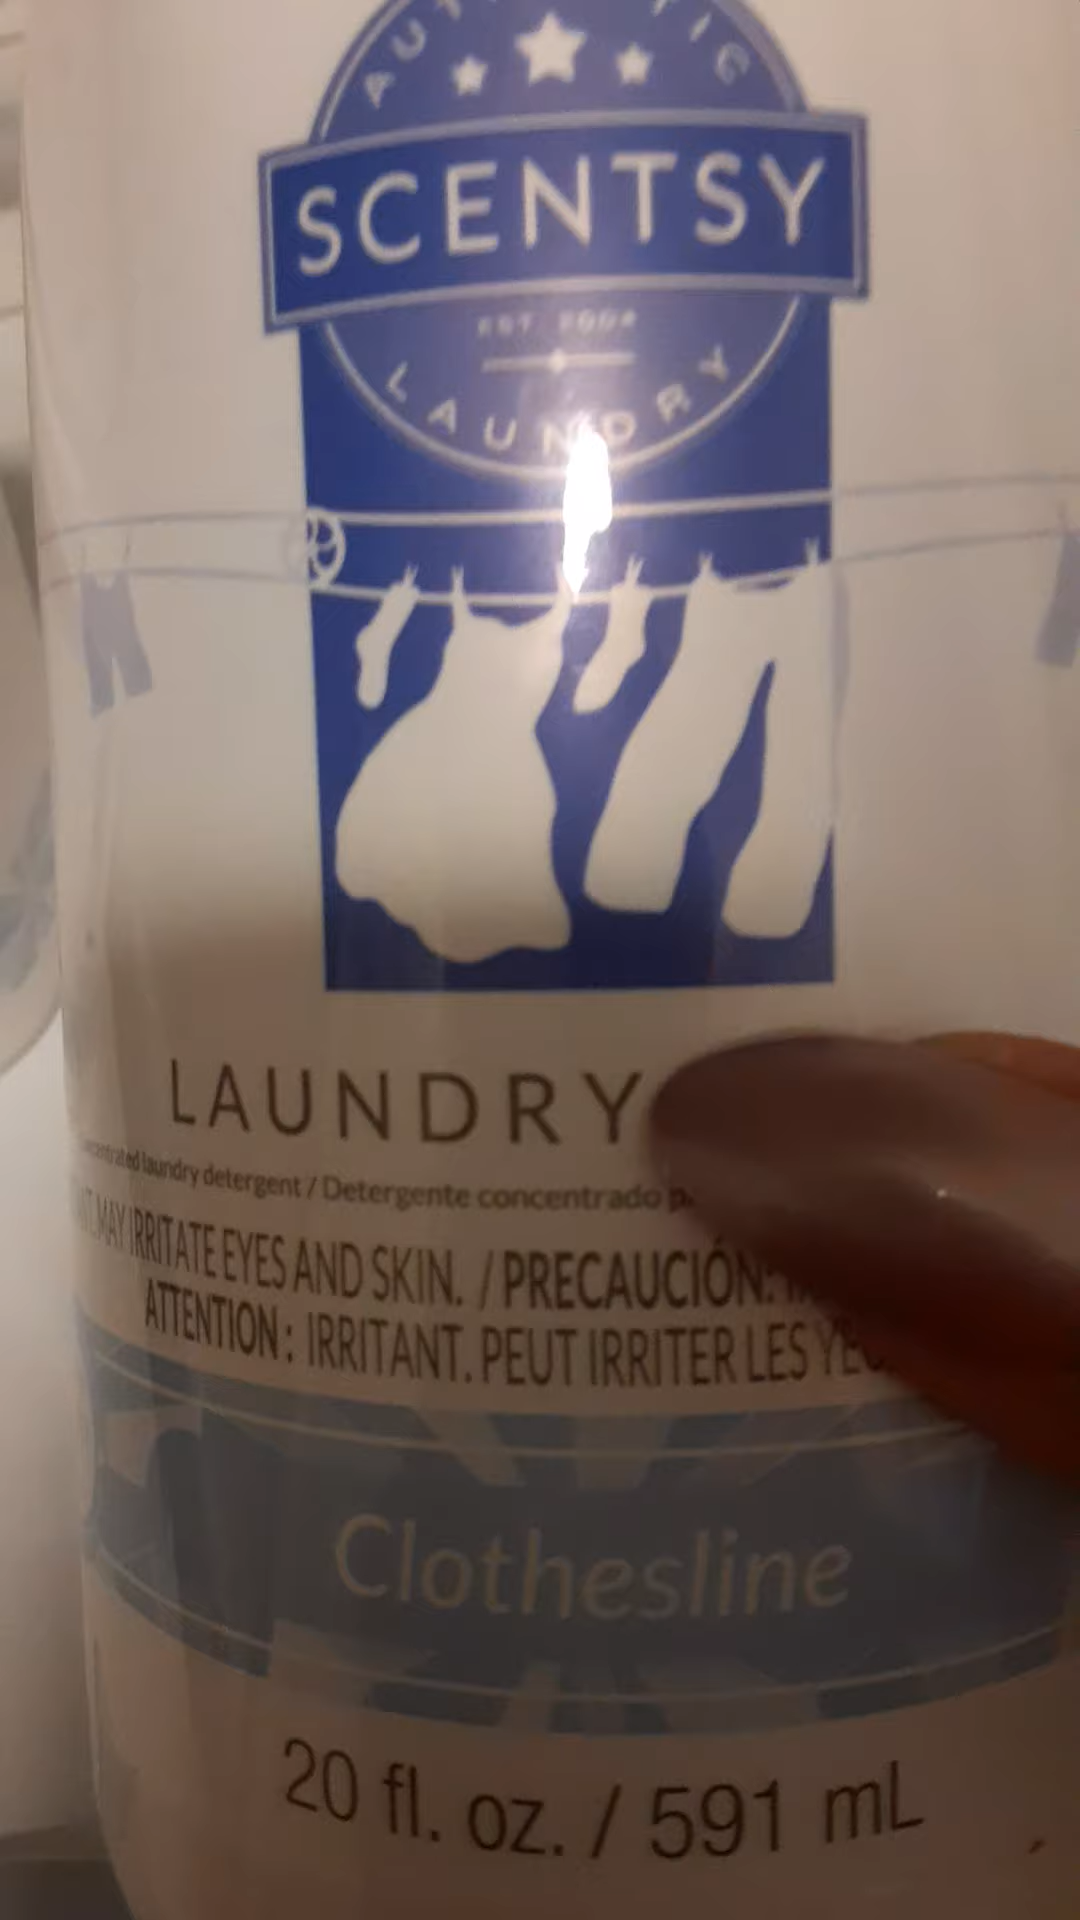 SCENTSY
EST. 2004
LAUNDRY
LAUNDRY
laundry detergent / Detergente concentrado
MAY IRRITATE EYES AND SKIN. / PRECAUCIÓN:
ATTENTION : IRRITANT. PEUT IRRITER LES
Clothesline
20 fl. oz. / 591 mL